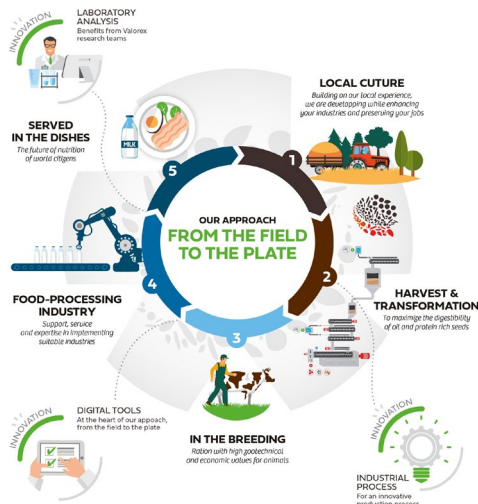 INNOVATION
LABORATORY
ANALYSIS
Benefits from Valorex
research teams
OUR APPROACH
FROM THE FIELD
TO THE PLATE
1
LOCAL CUTURE
Building on our local experience,
we are developping while enhancing
your industries and preserving your jobs
2
HARVEST &
TRANSFORMATION
To maximize the digestibility
of oil and protein rich seeds
3
IN THE BREEDING
Ration with high zootechnical
and economic values for animals
4
FOOD-PROCESSING
INDUSTRY
Support, service
and expertise in implementing
suitable industries
5
SERVED
IN THE DISHES
The future of nutrition
of world citizens
MILK
INNOVATION
DIGITAL TOOLS
At the heart of our approach,
from the field to the plate
INNOVATION
INDUSTRIAL
PROCESS
For an innovative
production process